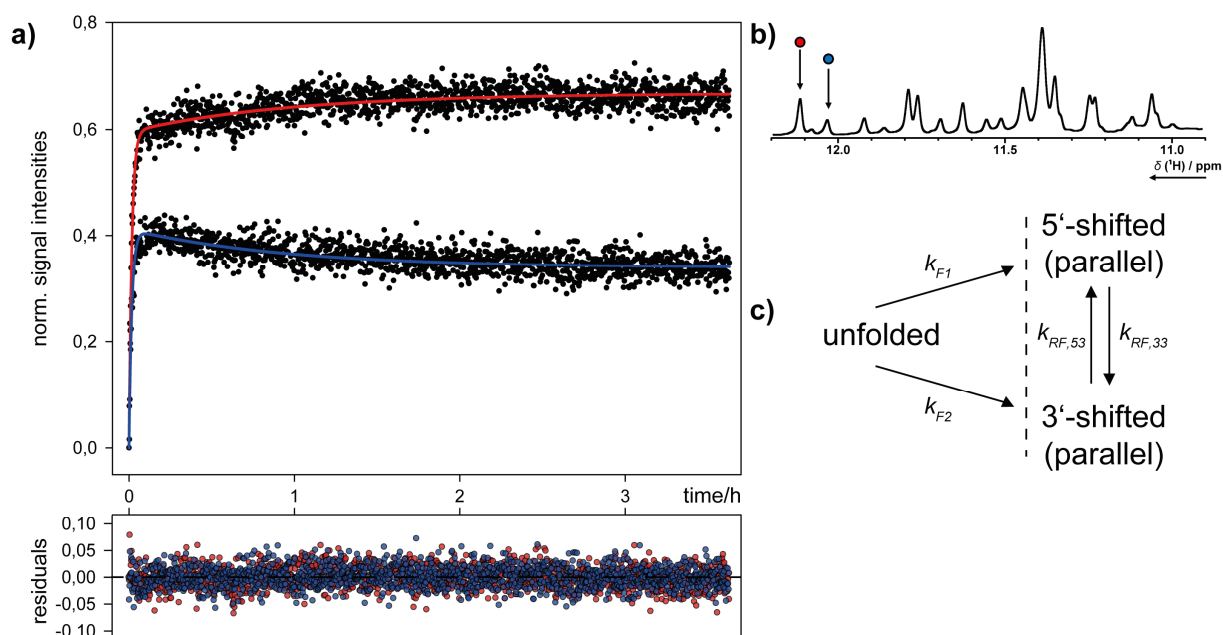 a)
0,8
0,6
0,4
0,2
0,0
norm. signal intensities
0
1
2
3
time/h
0,10
0,05
0,00
-0,05
-0,10
residuals
b)
12.0
11.5
11.0
δ (¹H) / ppm
c)
unfolded
k_F1
k_F2
5‘-shifted
(parallel)
k_RF,53
k_RF,33
3‘-shifted
(parallel)